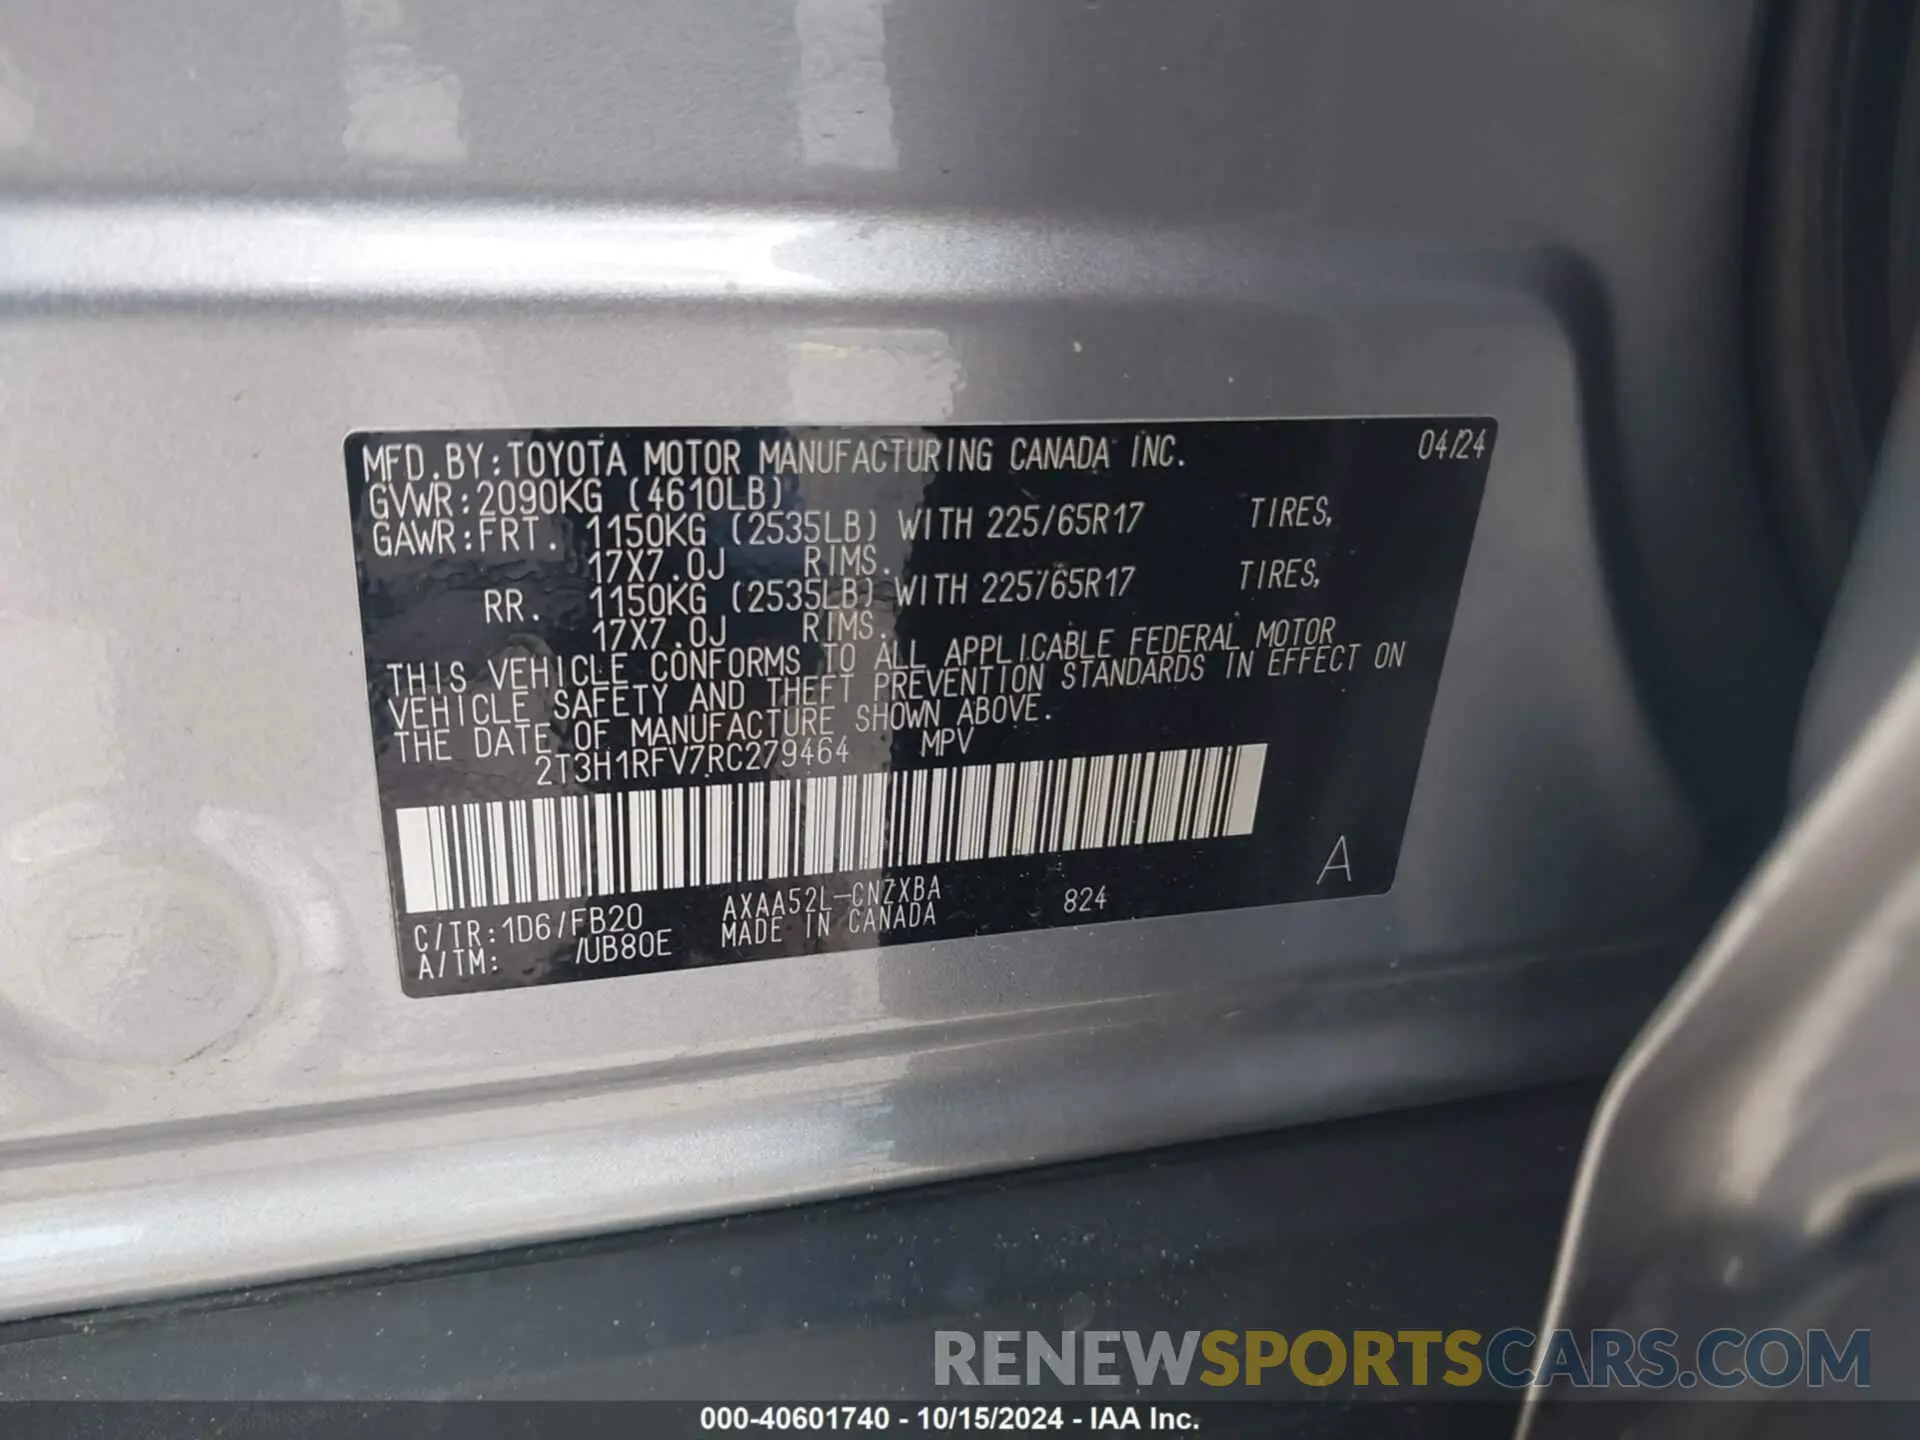 MFD.BY:TOYOTA MOTOR MANUFACTURING CANADA INC. 04/24
GVWR:2090KG (4610LB)
GAWR:FRT. 1150KG (2535LB) WITH 225/65R17 TIRES,
17X7.0J RIMS.
RR. 1150KG (2535LB) WITH 225/65R17 TIRES,
17X7.0J RIMS.
THIS VEHICLE CONFORMS TO ALL APPLICABLE FEDERAL MOTOR
VEHICLE SAFETY AND THEFT PREVENTION STANDARDS IN EFFECT ON
THE DATE OF MANUFACTURE SHOWN ABOVE.
2T3H1RFV7RC279464 MPV
A
C/TR:1D6/FB20 AXAA52L-CNZXBA 824
A/TM: /UB80E MADE IN CANADA
RENEWSPORTSCARS.COM
000-40601740 - 10/15/2024 - IAA Inc.